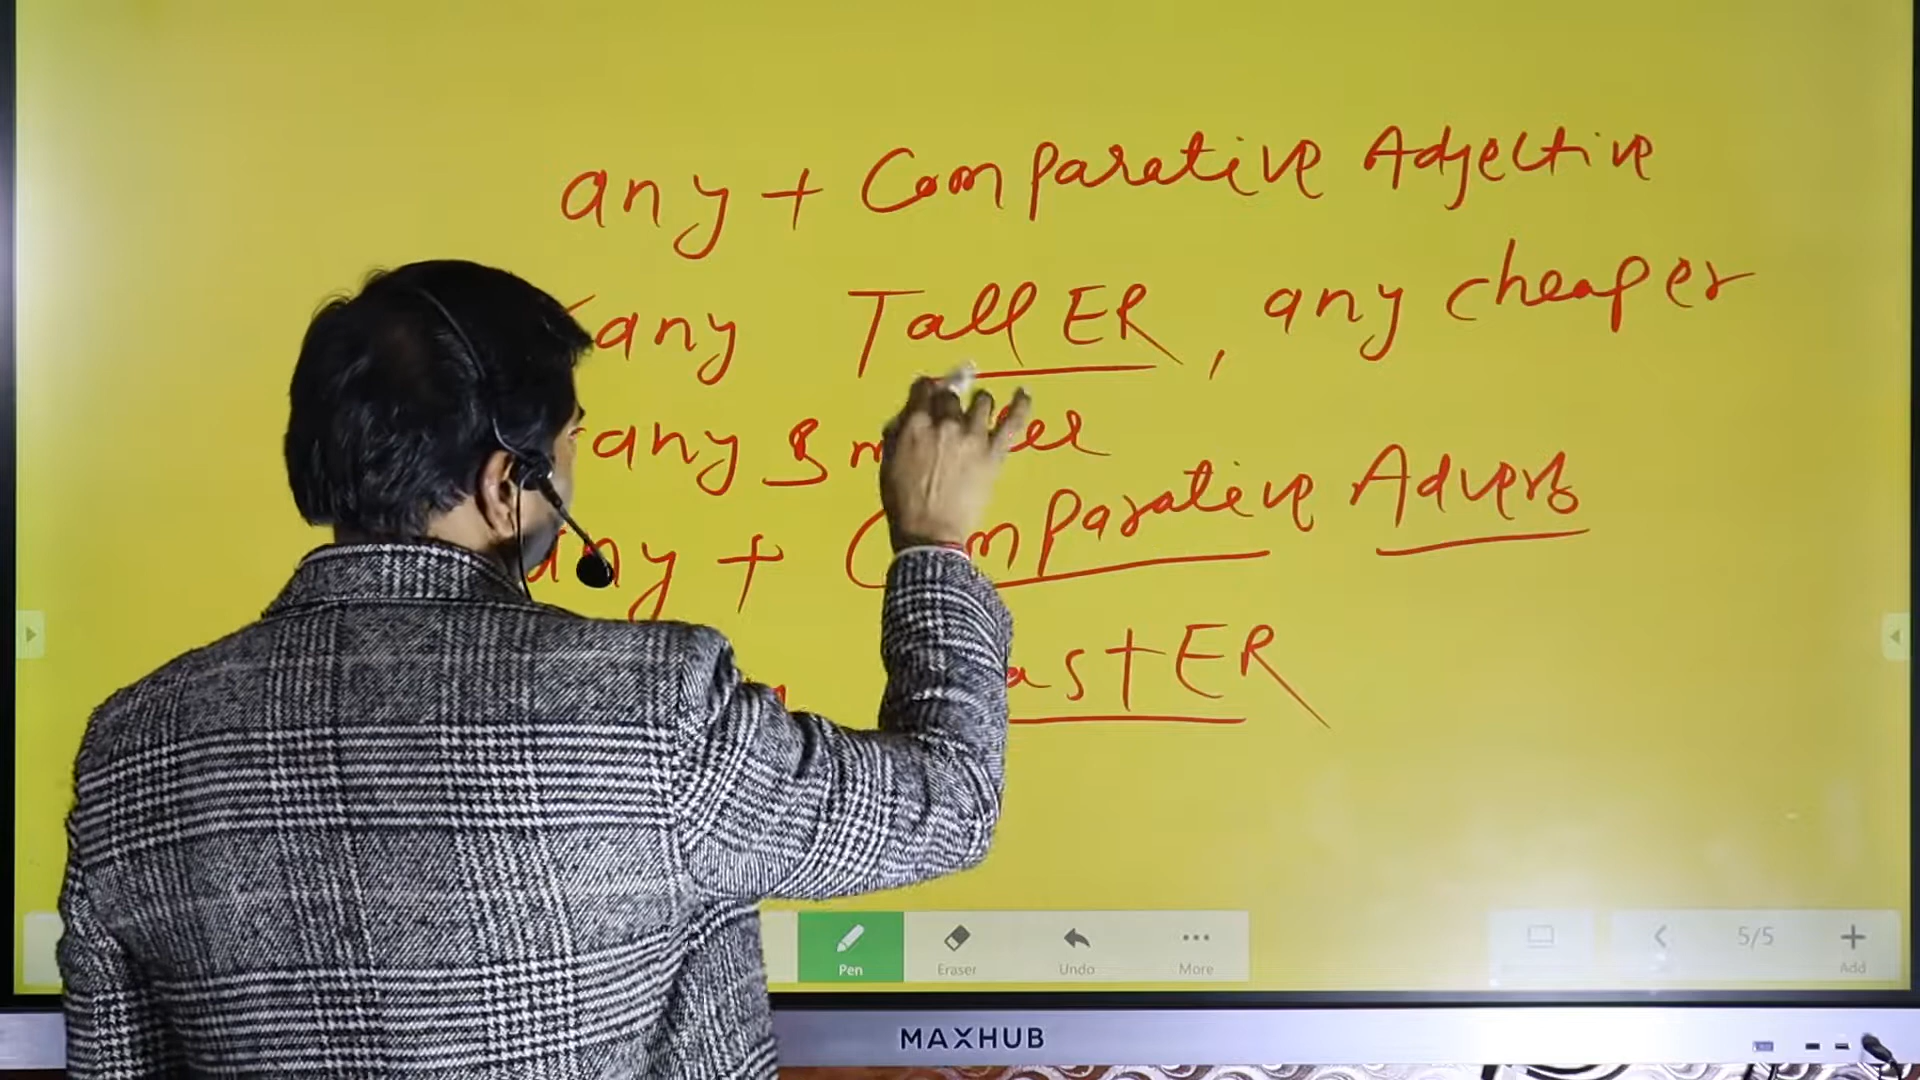 any + Comparative Adjective
any TallER, any cheaper
any
any + Comparative Adverb
Pen Eraser Undo More 5/5 Add
MAXHUB